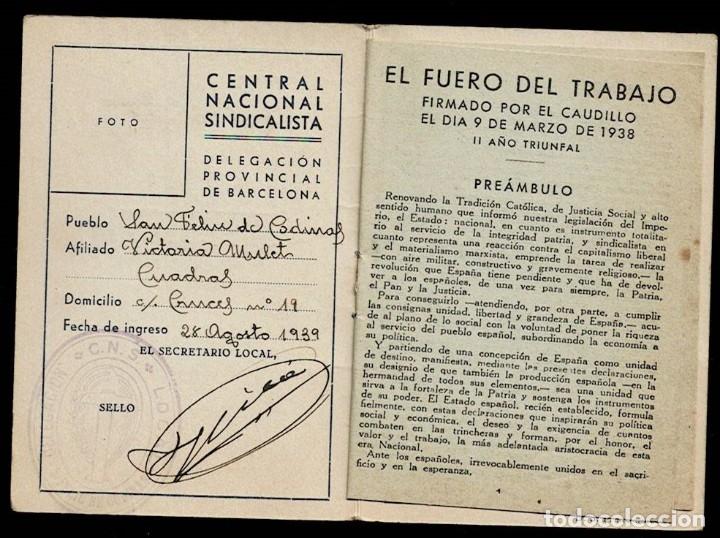 FOTO
CENTRAL
NACIONAL
SINDICALISTA
DELEGACIÓN
PROVINCIAL
DE BARCELONA
Pueblo San Feliu de Codinas
Afiliado Victoria Mulet
Cuadras
Domicilio c/. Cruces nº 19
Fecha de ingreso 28 Agosto 1939
EL SECRETARIO LOCAL,
SELLO
C.N.S
EL FUERO DEL TRABAJO
FIRMADO POR EL CAUDILLO
EL DIA 9 DE MARZO DE 1938
II AÑO TRIUNFAL
PREÁMBULO
Renovando la Tradición Católica, de Justicia Social y alto
sentido humano que informó nuestra legislación del Impe-
rio, el Estado: nacional, en cuanto es instrumento totalita-
rio al servicio de la integridad patria, y sindicalista en
cuanto representa una reacción contra el capitalismo liberal
y el materialismo marxista, emprende la tarea de realizar
—con aire militar, constructivo y gravemente religioso,— la
revolución que España tiene pendiente y que ha de devol-
ver a los españoles, de una vez para siempre, la Patria,
el Pan y la Justicia.
Para conseguirlo —atendiendo, por otra parte, a cumplir
las consignas unidad, libertad y grandeza de España,— acu-
de al plano de lo social con la voluntad de poner la riqueza
al servicio del pueblo español, subordinando la economía a
su política.
Y partiendo de una concepción de España como unidad
de destino, manifiesta, mediante las presentes declaraciones,
su designio de que también la producción española —en la
hermandad de todos sus elementos,— sea una unidad que
sirva a la fortaleza de la Patria y sostenga los instrumentos
de su poder. El Estado español, recién establecido, formula
fielmente, con estas declaraciones que inspirarán su política
social y económica, el deseo y la exigencia de cuantos
combaten en las trincheras y forman, por el honor, el
valor y el trabajo, la más adelantada aristocracia de esta
era Nacional.
Ante los españoles, irrevocablemente unidos en el sacri-
ficio y en la esperanza,
todocoleccion